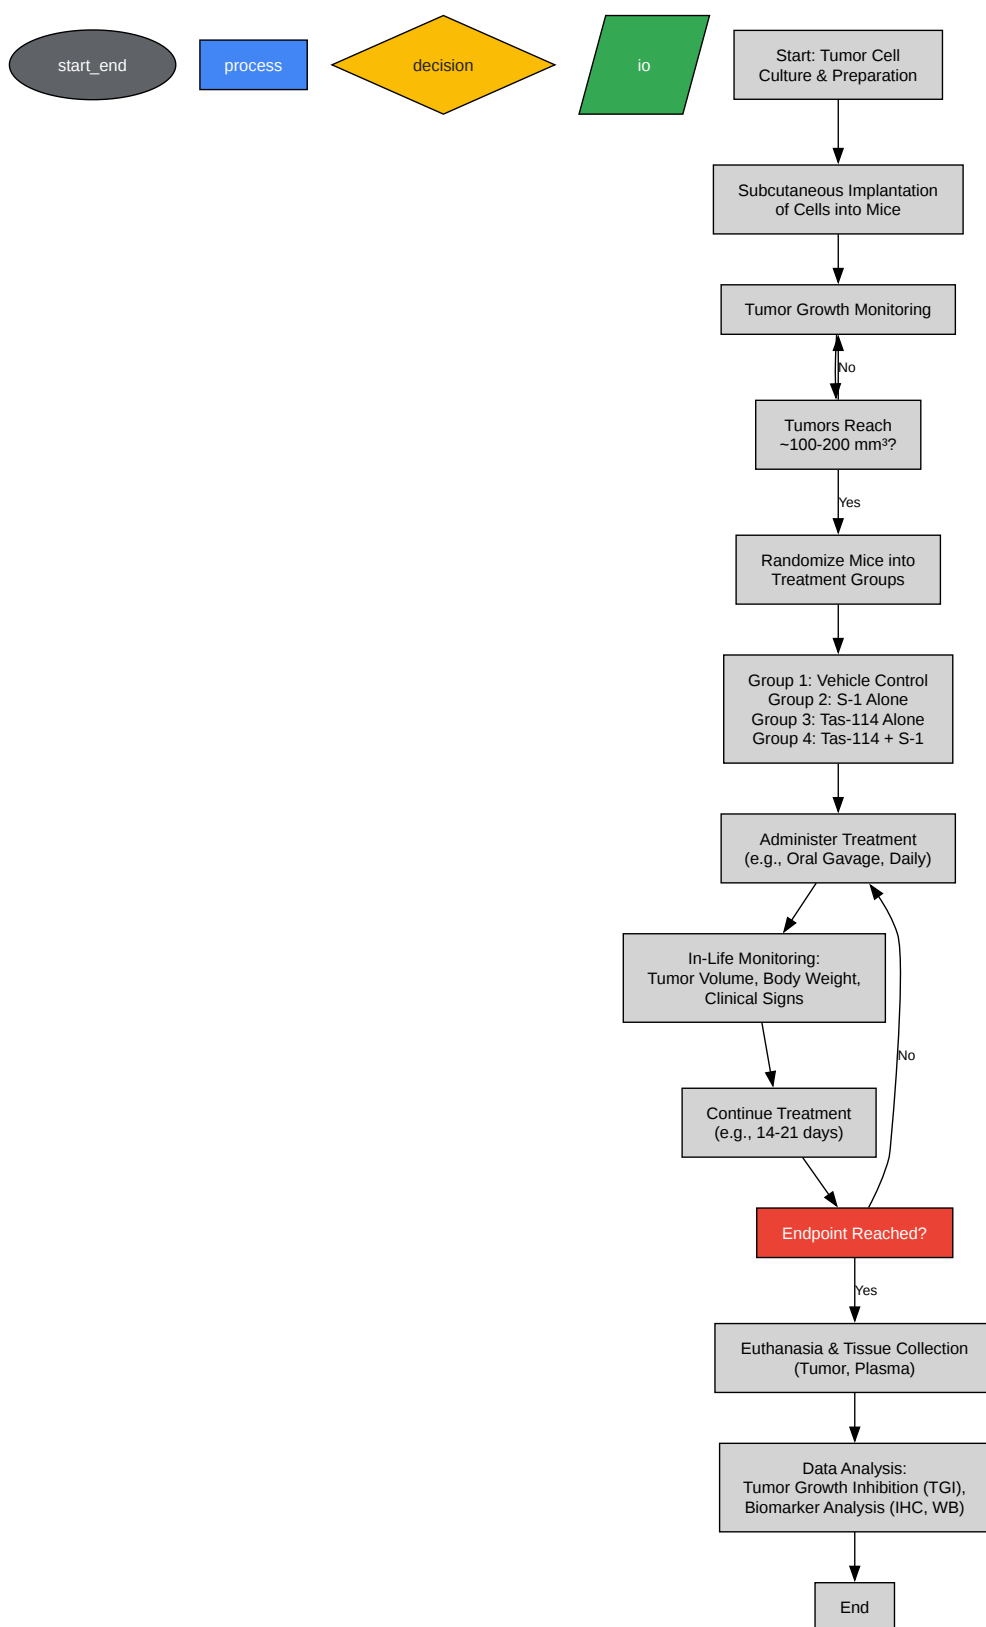 start_end
process
decision
io
Start: Tumor Cell
Culture & Preparation
Subcutaneous Implantation
of Cells into Mice
Tumor Growth Monitoring
No
Tumors Reach
~100-200 mm³?
Yes
Randomize Mice into
Treatment Groups
Group 1: Vehicle Control
Group 2: S-1 Alone
Group 3: Tas-114 Alone
Group 4: Tas-114 + S-1
Administer Treatment
(e.g., Oral Gavage, Daily)
In-Life Monitoring:
Tumor Volume, Body Weight,
Clinical Signs
No
Continue Treatment
(e.g., 14-21 days)
Endpoint Reached?
Yes
Euthanasia & Tissue Collection
(Tumor, Plasma)
Data Analysis:
Tumor Growth Inhibition (TGI),
Biomarker Analysis (IHC, WB)
End